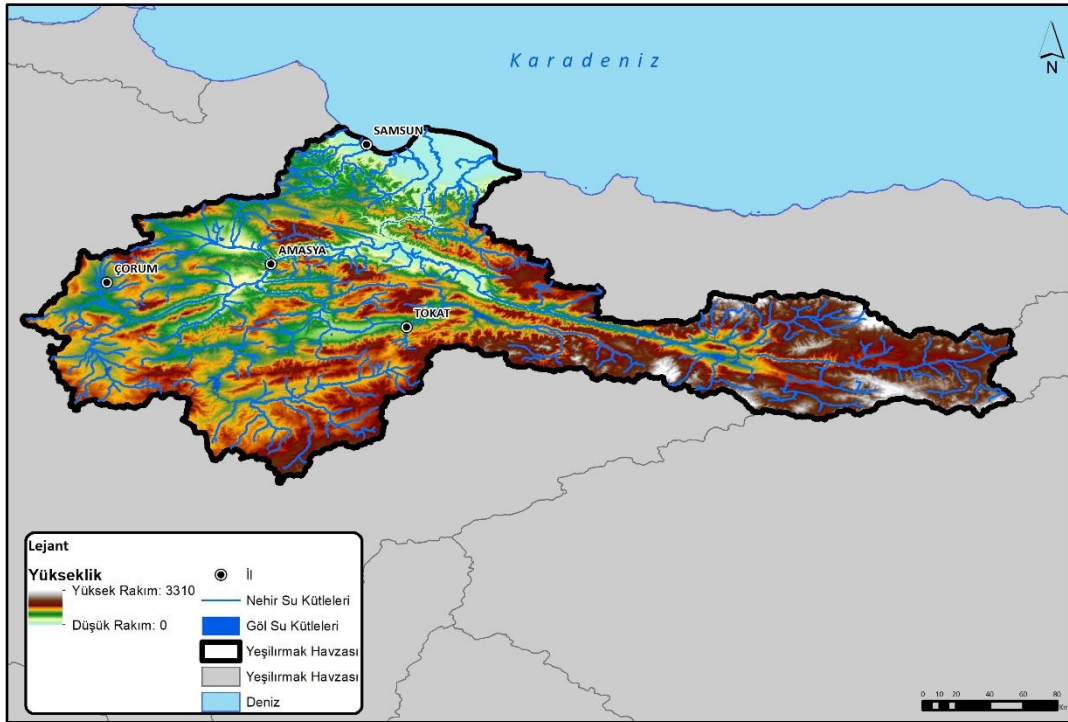 Karadeniz
N
SAMSUN
AMASYA
ÇORUM
TOKAT
Lejant
Yükseklik
Yüksek Rakım: 3310
Düşük Rakım: 0
İl
Nehir Su Kütleleri
Göl Su Kütleleri
Yeşilırmak Havzası
Yeşilırmak Havzası
Deniz
0 10 20 40 60 80
Km